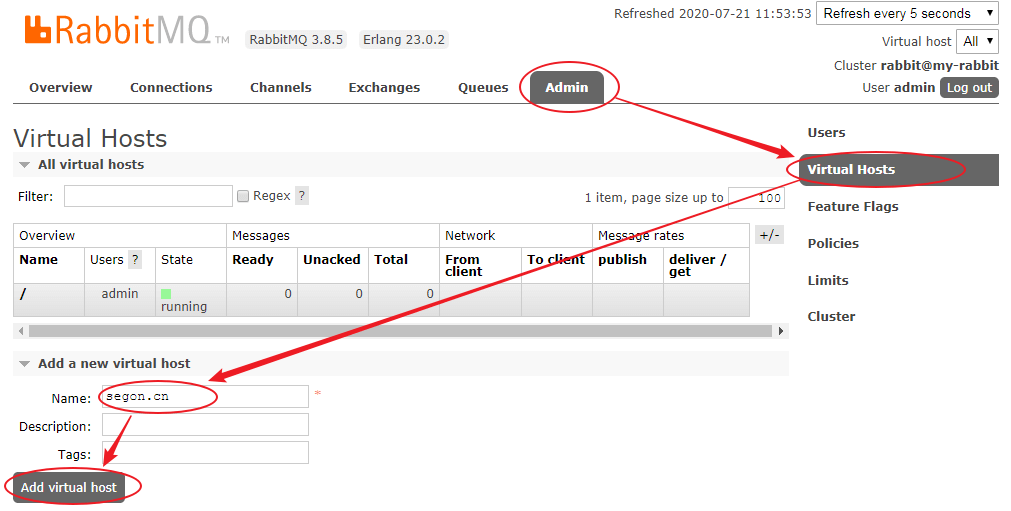 Refreshed 2020-07-21 11:53:53 Refresh every 5 seconds
RabbitMQ TM RabbitMQ 3.8.5 Erlang 23.0.2
Virtual host All
Cluster rabbit@my-rabbit
User admin Log out
Overview Connections Channels Exchanges Queues Admin
Virtual Hosts
All virtual hosts
Filter: Regex ? 1 item, page size up to 100
Overview Messages Network Message rates +/-
Name Users ? State Ready Unacked Total From client To client publish deliver / get
/ admin running 0 0 0
Add a new virtual host
Name: segon.cn *
Description:
Tags:
Add virtual host
Users
Virtual Hosts
Feature Flags
Policies
Limits
Cluster